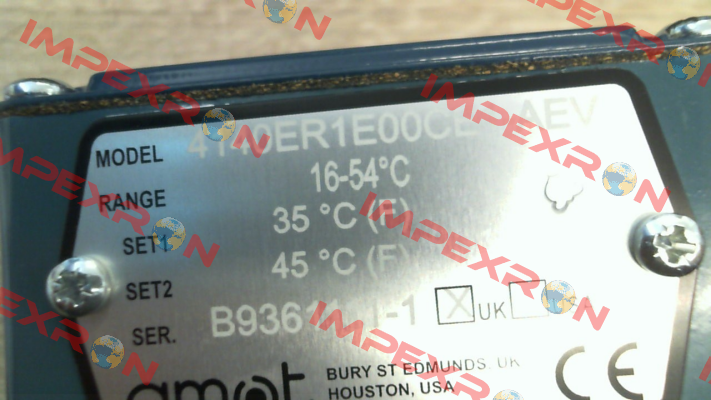 MODEL
RANGE 16-54°C
SET1 35 °C (F)
SET2 45 °C (F)
SER.
UK
amot BURY ST EDMUNDS. UK
HOUSTON, USA
CE
IMPEXRON
IMPEXRON
IMPEXRON
IMPEXRON
IMPEXRON